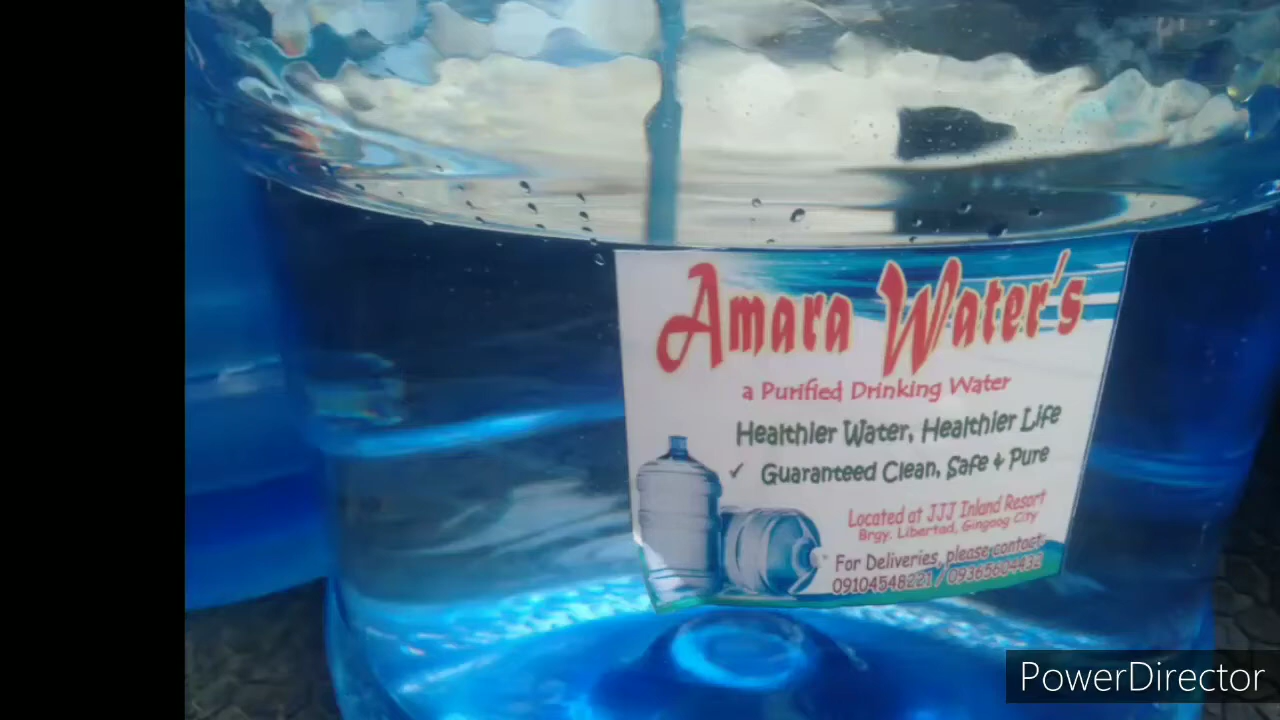 Amara Water's
a Purified Drinking Water
Healthier Water, Healthier Life
✓ Guaranteed Clean, Safe & Pure
Located at JJJ Inland Resort
Brgy. Libertad, Gingoog City
For Deliveries, please contact:
09104548221 / 09365604432
PowerDirector